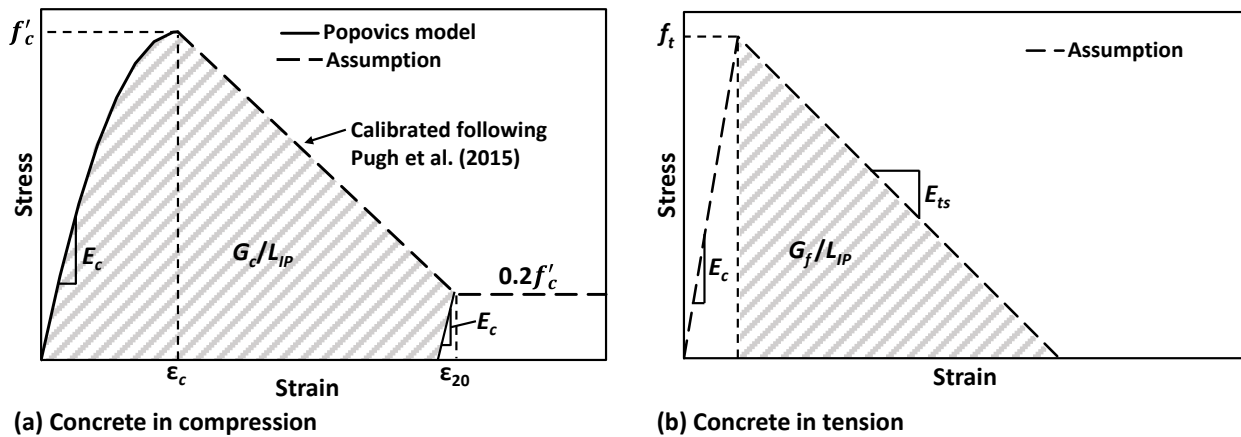 f′c
Popovics model
Assumption
Calibrated following
Pugh et al. (2015)
Stress
Ec
Gc/LIP
0.2f′c
Ec
εc
Strain
ε20
(a) Concrete in compression
ft
Assumption
Stress
Ets
Ec
Gf/LIP
Strain
(b) Concrete in tension